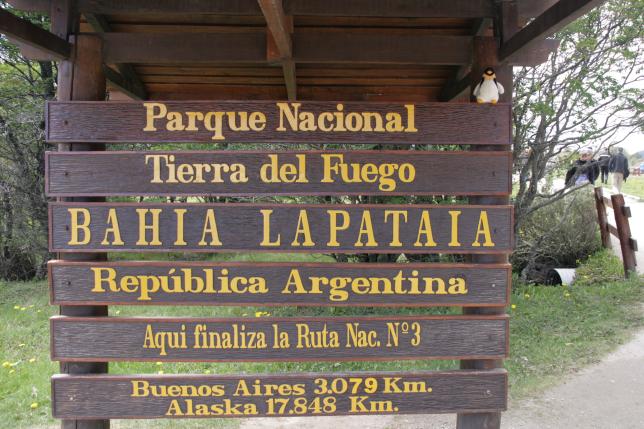 Parque Nacional
Tierra del Fuego
BAHIA LAPATAIA
República Argentina
Aqui finaliza la Ruta Nac. Nº3
Buenos Aires 3.079 Km.
Alaska 17.848 Km.